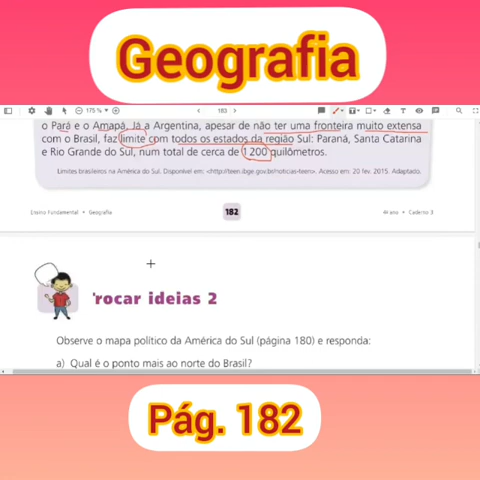 Geografia
175 %
183
o Pará e o Amapá. Já a Argentina, apesar de não ter uma fronteira muito extensa
com o Brasil, faz limite com todos os estados da região Sul: Paraná, Santa Catarina
e Rio Grande do Sul, num total de cerca de 1 200 quilômetros.
Limites brasileiros na América do Sul. Disponível em: <http://teen.ibge.gov.br/noticias-teen>. Acesso em: 20 fev. 2015. Adaptado.
Ensino Fundamental • Geografia
182
4o ano • Caderno 3
rocar ideias 2
Observe o mapa político da América do Sul (página 180) e responda:
a) Qual é o ponto mais ao norte do Brasil?
Pág. 182